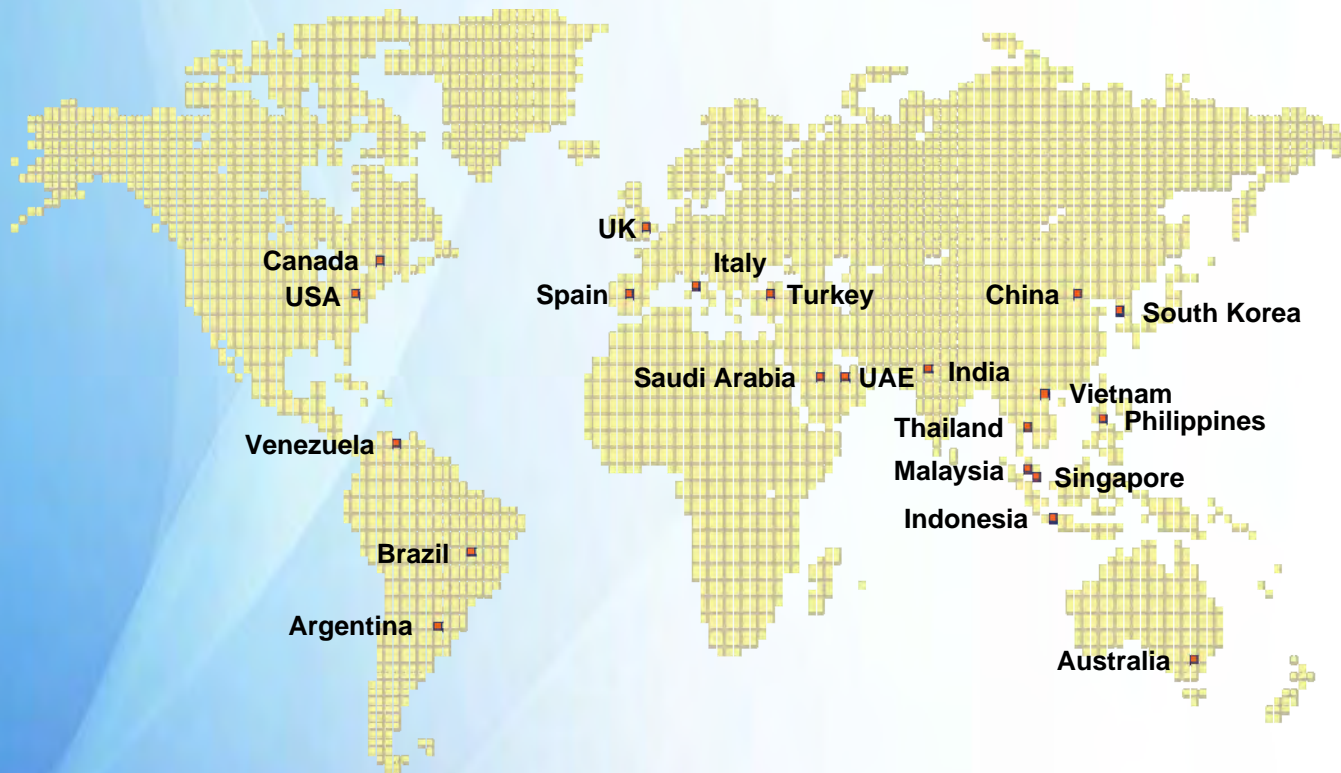 UK
Canada
Italy
USA
Spain
Turkey
China
South Korea
Saudi Arabia
UAE
India
Vietnam
Philippines
Thailand
Venezuela
Malaysia
Singapore
Indonesia
Brazil
Argentina
Australia